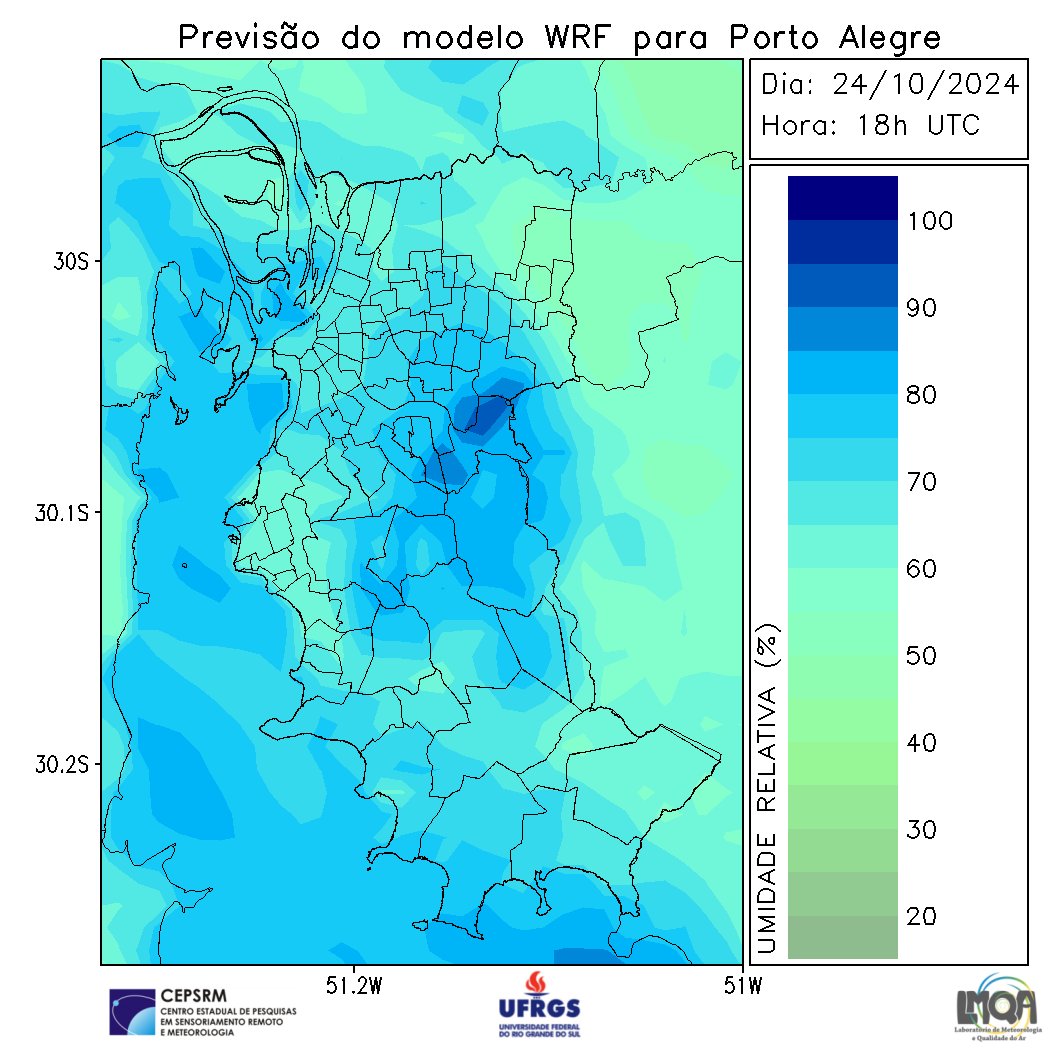 Previsão do modelo WRF para Porto Alegre
Dia: 24/10/2024
Hora: 18h UTC
30S
30.1S
30.2S
51.2W
51W
UMIDADE RELATIVA (%)
100
90
80
70
60
50
40
30
20
CEPSRM
CENTRO ESTADUAL DE PESQUISAS
EM SENSORIAMENTO REMOTO
E METEOROLOGIA
UFRGS
UNIVERSIDADE FEDERAL
DO RIO GRANDE DO SUL
LMQA
Laboratório de Meteorologia
e Qualidade do Ar